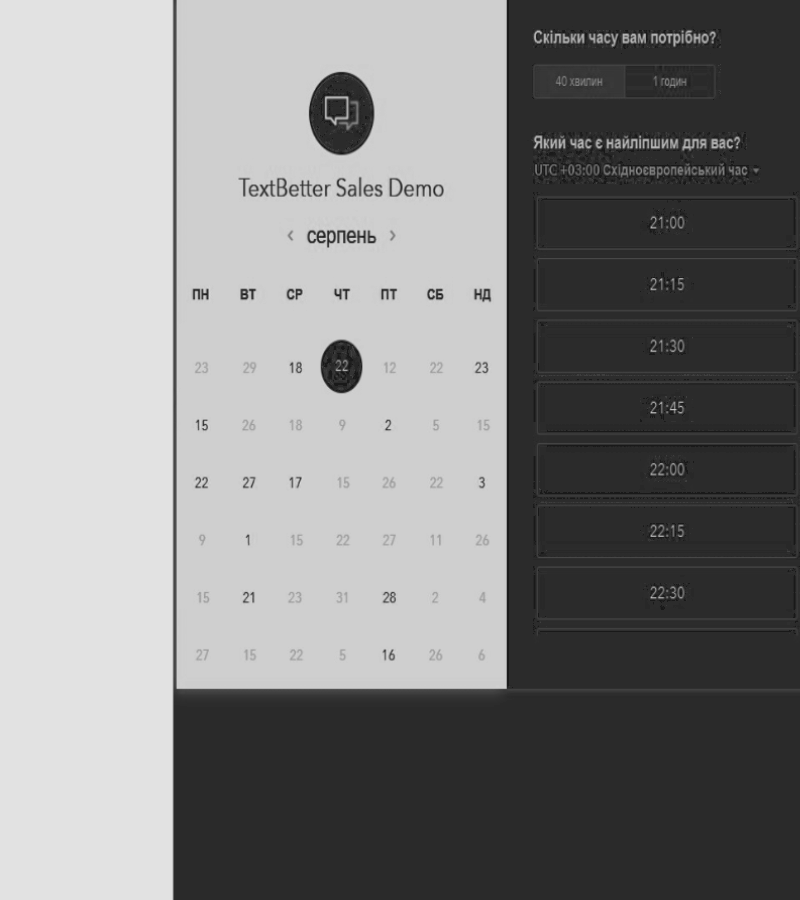 TextBetter Sales Demo
серпень
ПН ВТ СР ЧТ ПТ СБ НД
23 29 18 22 12 22 23
15 26 18 9 2 5 15
22 27 17 15 26 22 3
9 1 15 22 27 11 26
15 21 23 31 28 2 4
27 15 22 5 16 26 6
Скільки часу вам потрібно?
40 хвилин 1 годин
Який час є найліпшим для вас?
UTC +03:00 Східноєвропейський час
21:00
21:15
21:30
21:45
22:00
22:15
22:30